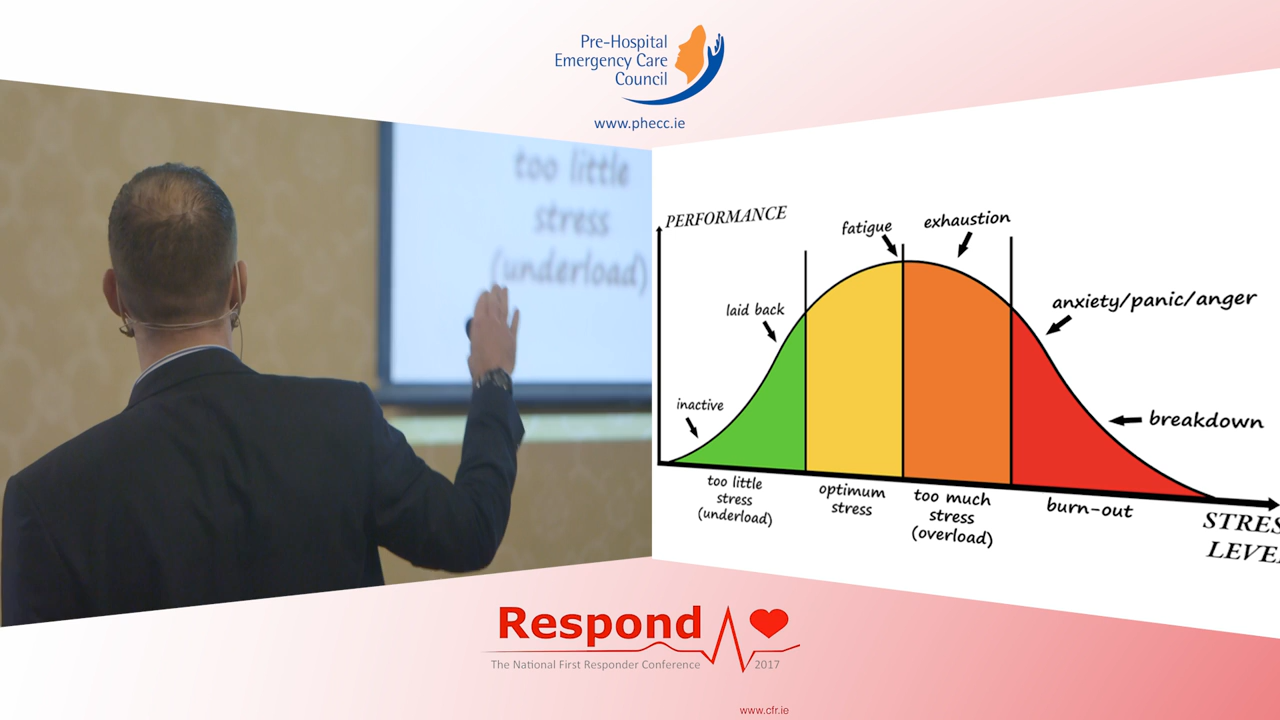 Pre-Hospital
Emergency Care
Council
www.phecc.ie
too little
stress
(underload)
PERFORMANCE
fatigue
exhaustion
laid back
anxiety/panic/anger
inactive
breakdown
too little
stress
(underload)
optimum
stress
too much
stress
(overload)
burn-out
STRES
LEVE
Respond
The National First Responder Conference
2017
www.cfr.ie